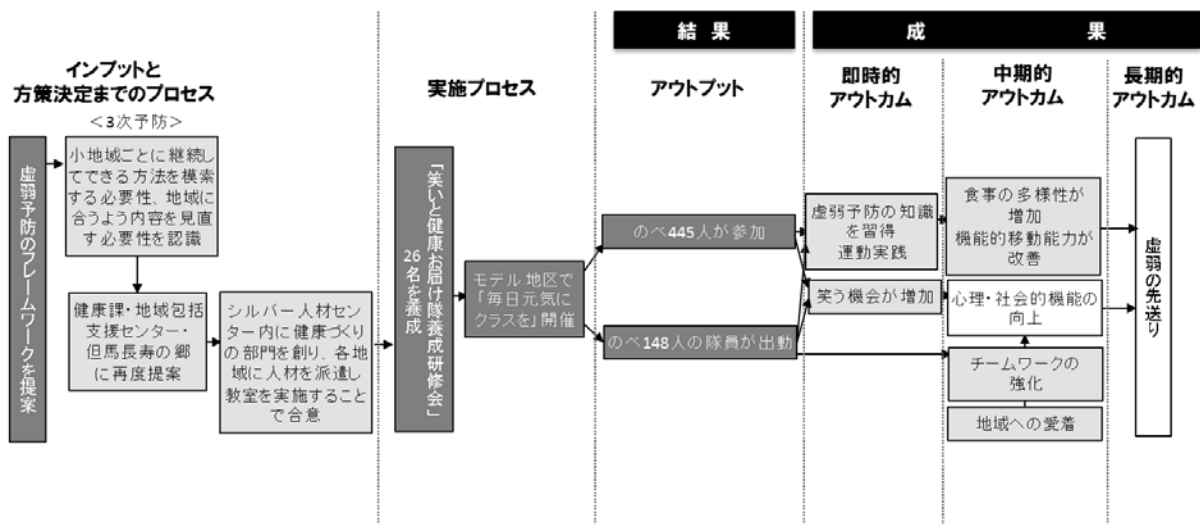 結 果
成 果
インプットと
方策決定までのプロセス
実施プロセス
アウトプット
即時的
アウトカム
中期的
アウトカム
長期的
アウトカム
<3次予防>
虚弱予防のフレームワークを提案
小地域ごとに継続し
てできる方法を模索
する必要性、地域に
合うよう内容を見直
す必要性を認識
健康課・地域包括
支援センター・
但馬長寿の郷
に再度提案
シルバー人材セン
ター内に健康づくり
の部門を創り、各地
域に人材を派遣し
教室を実施すること
で合意
「笑いと健康お届け隊養成研修会」
26名を養成
モデル地区で
「毎日元気に
クラスを」開催
のべ445人が参加
のべ148人の隊員が出動
虚弱予防の知識
を習得
運動実践
笑う機会が増加
食事の多様性が
増加
機能的移動能力が
改善
心理・社会的機能の
向上
チームワークの
強化
地域への愛着
虚弱の先送り